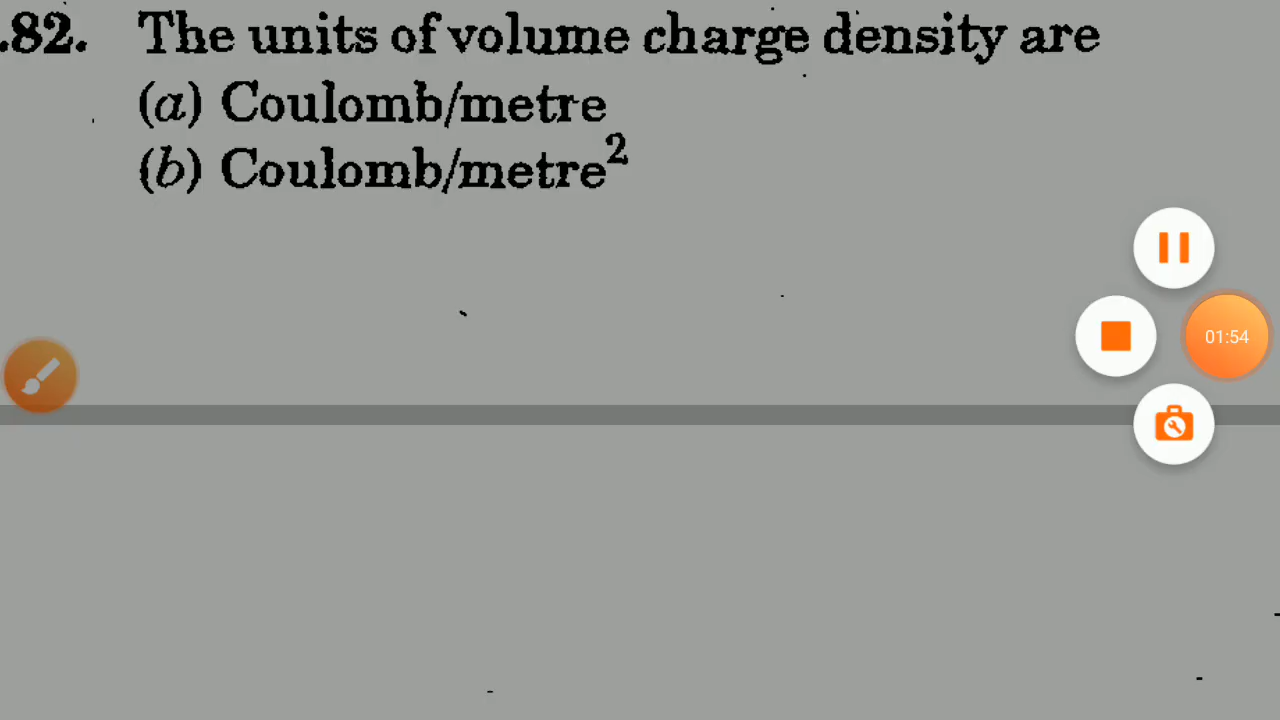 .82. The units of volume charge density are
(a) Coulomb/metre
(b) Coulomb/metre²
01:54